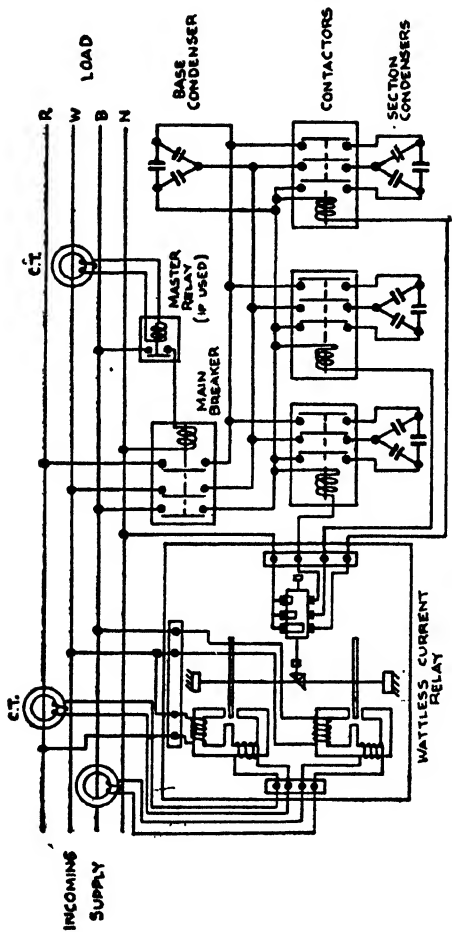 C.T.
C.T.
R
W
B
N
LOAD
INCOMING
SUPPLY
MASTER
RELAY
(IF USED)
MAIN
BREAKER
BASE
CONDENSER
CONTACTORS
SECTION
CONDENSERS
WATTLESS CURRENT
RELAY